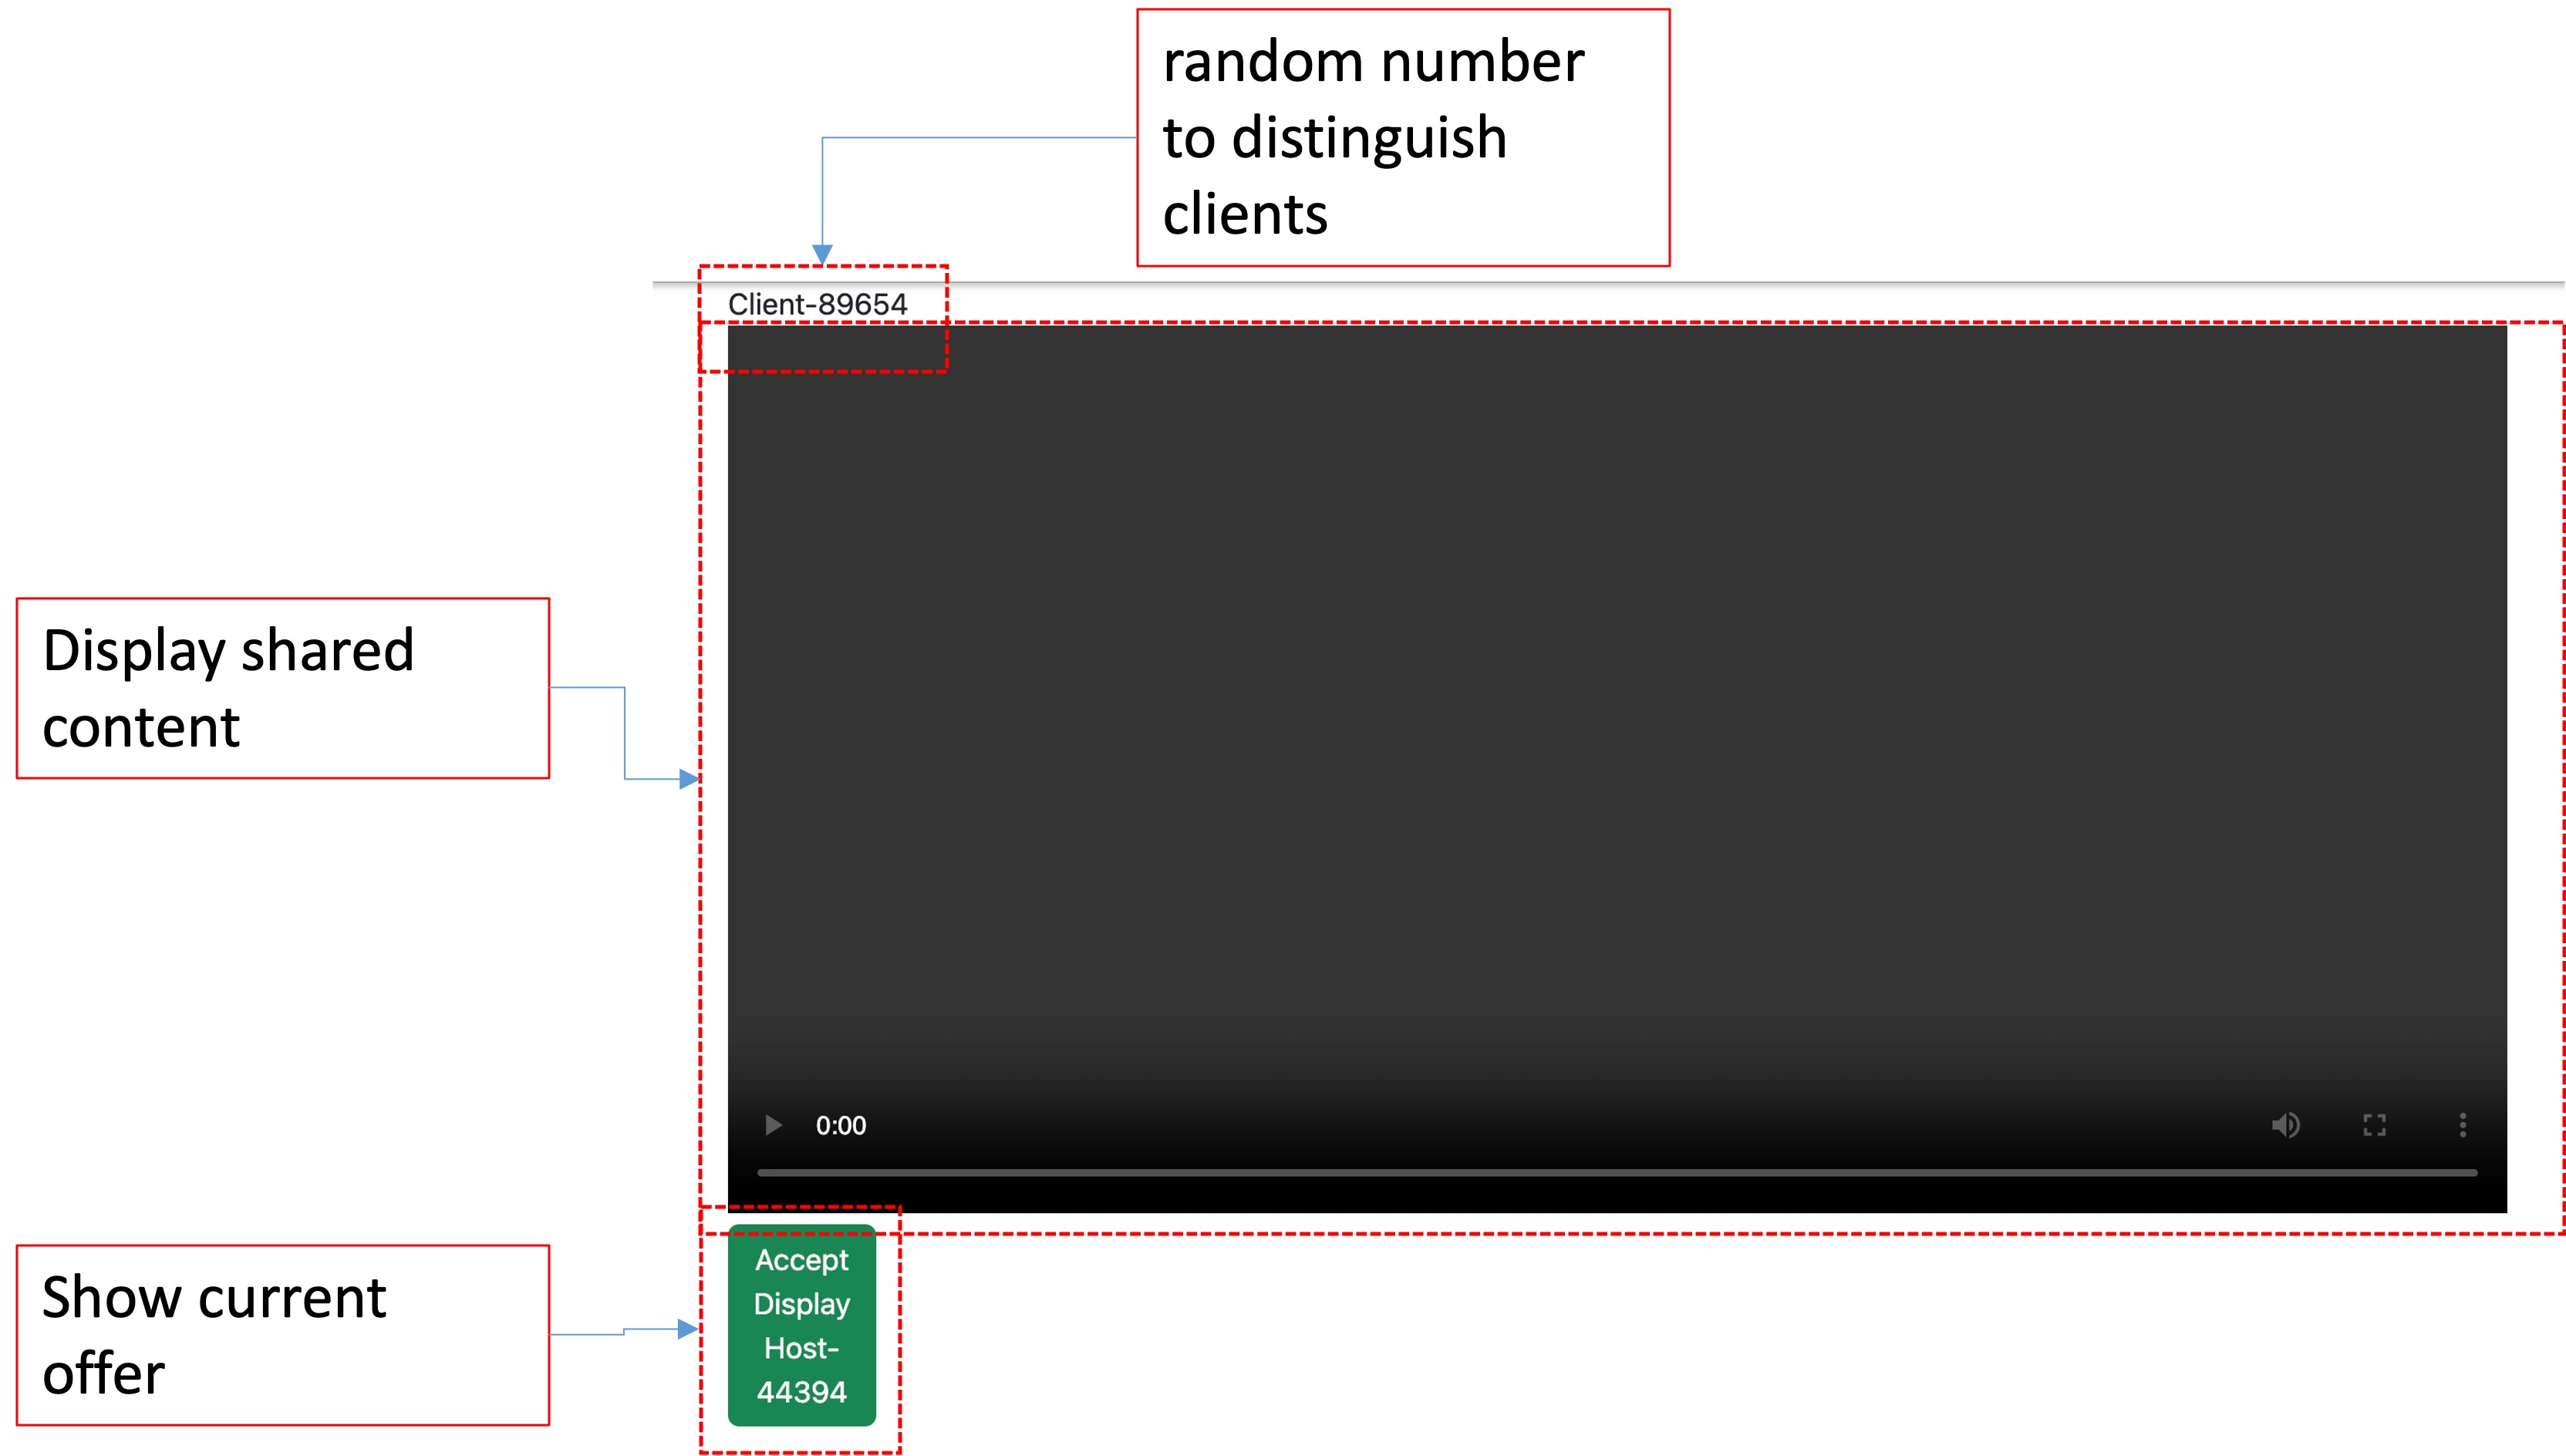 random number
to distinguish
clients
Client-89654
Display shared
content
0:00
Accept
Display
Host-
44394
Show current
offer